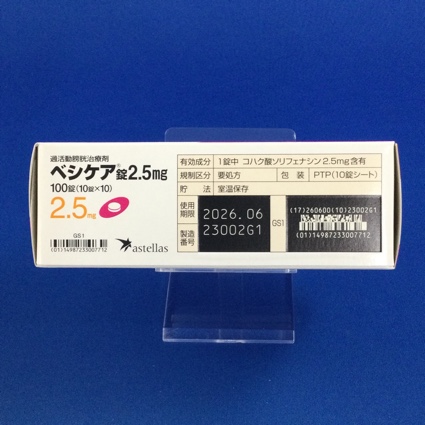 過活動膀胱治療剤
ベシケア®錠2.5mg
100錠(10錠×10)
2.5mg
GS1
(01)14987233007712
astellas
有効成分 1錠中 コハク酸ソリフェナシン2.5mg含有
規制区分 要処方 包装 PTP(10錠シート)
貯法 室温保存
使用期限 2026.06
製造番号 23002G1
GS1
(17)260600(10)23002G1
(01)14987233007712